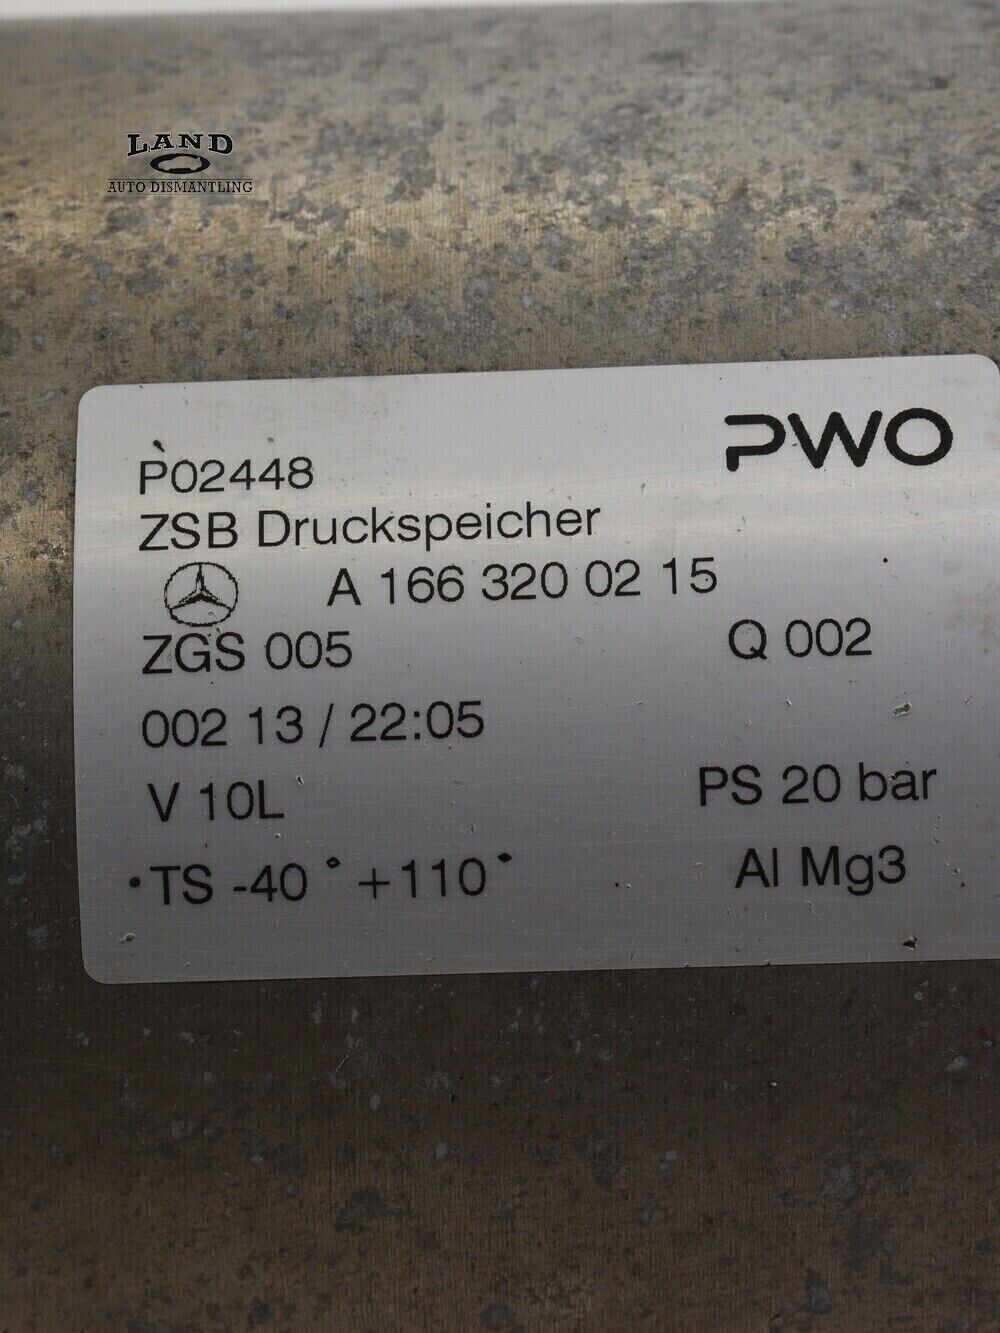 LAND
AUTO DISMANTLING
PWO
P02448
ZSB Druckspeicher
A 166 320 02 15
ZGS 005 Q 002
002 13 / 22:05
V 10L PS 20 bar
TS -40° +110° Al Mg3